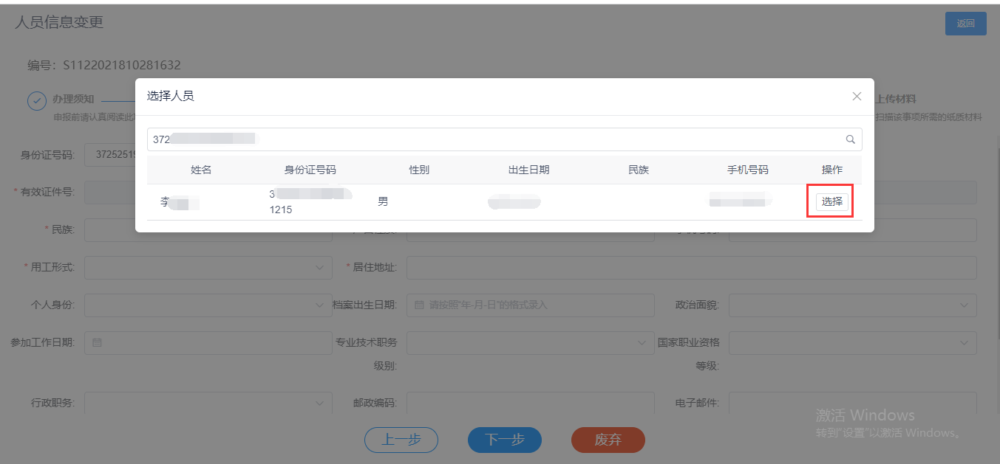 人员信息变更
返回
编号：S1122021810281632
选择人员
办理须知
上传材料
申报前请认真阅读此
扫描该事项所需的纸质材料
372
身份证号码:
3725251
姓名 身份证号码 性别 出生日期 民族 手机号码 操作
* 有效证件号:
李 3 男 选择
1215
* 民族:
* 用工形式:
* 居住地址:
个人身份:
档案出生日期:
请按照“年-月-日”的格式录入
政治面貌:
参加工作日期:
专业技术职务
级别:
国家职业资格
等级:
行政职务:
邮政编码:
电子邮件:
激活 Windows
转到“设置”以激活 Windows。
上一步
下一步
废弃